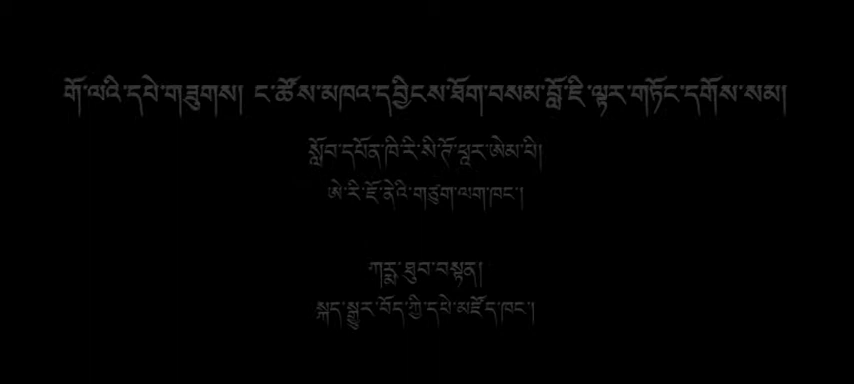 གོ་ལའི་དཔེ་གཟུགས། ང་ཚོས་མཁའ་དབྱིངས་ཐོག་བསམ་བློ་ཇི་ལྟར་གཏོང་དགོས་སམ།
སློབ་དཔོན་ཁི་རི་སི་ཊོ་ཕཱར་ཨེམ་པི།
ཨེ་རི་ཛོ་ནེའི་གཙུག་ལག་ཁང་།
ཀརྨ་ཐུབ་བསྟན།
སྐད་སྒྱུར་བོད་ཀྱི་དཔེ་མཛོད་ཁང་།